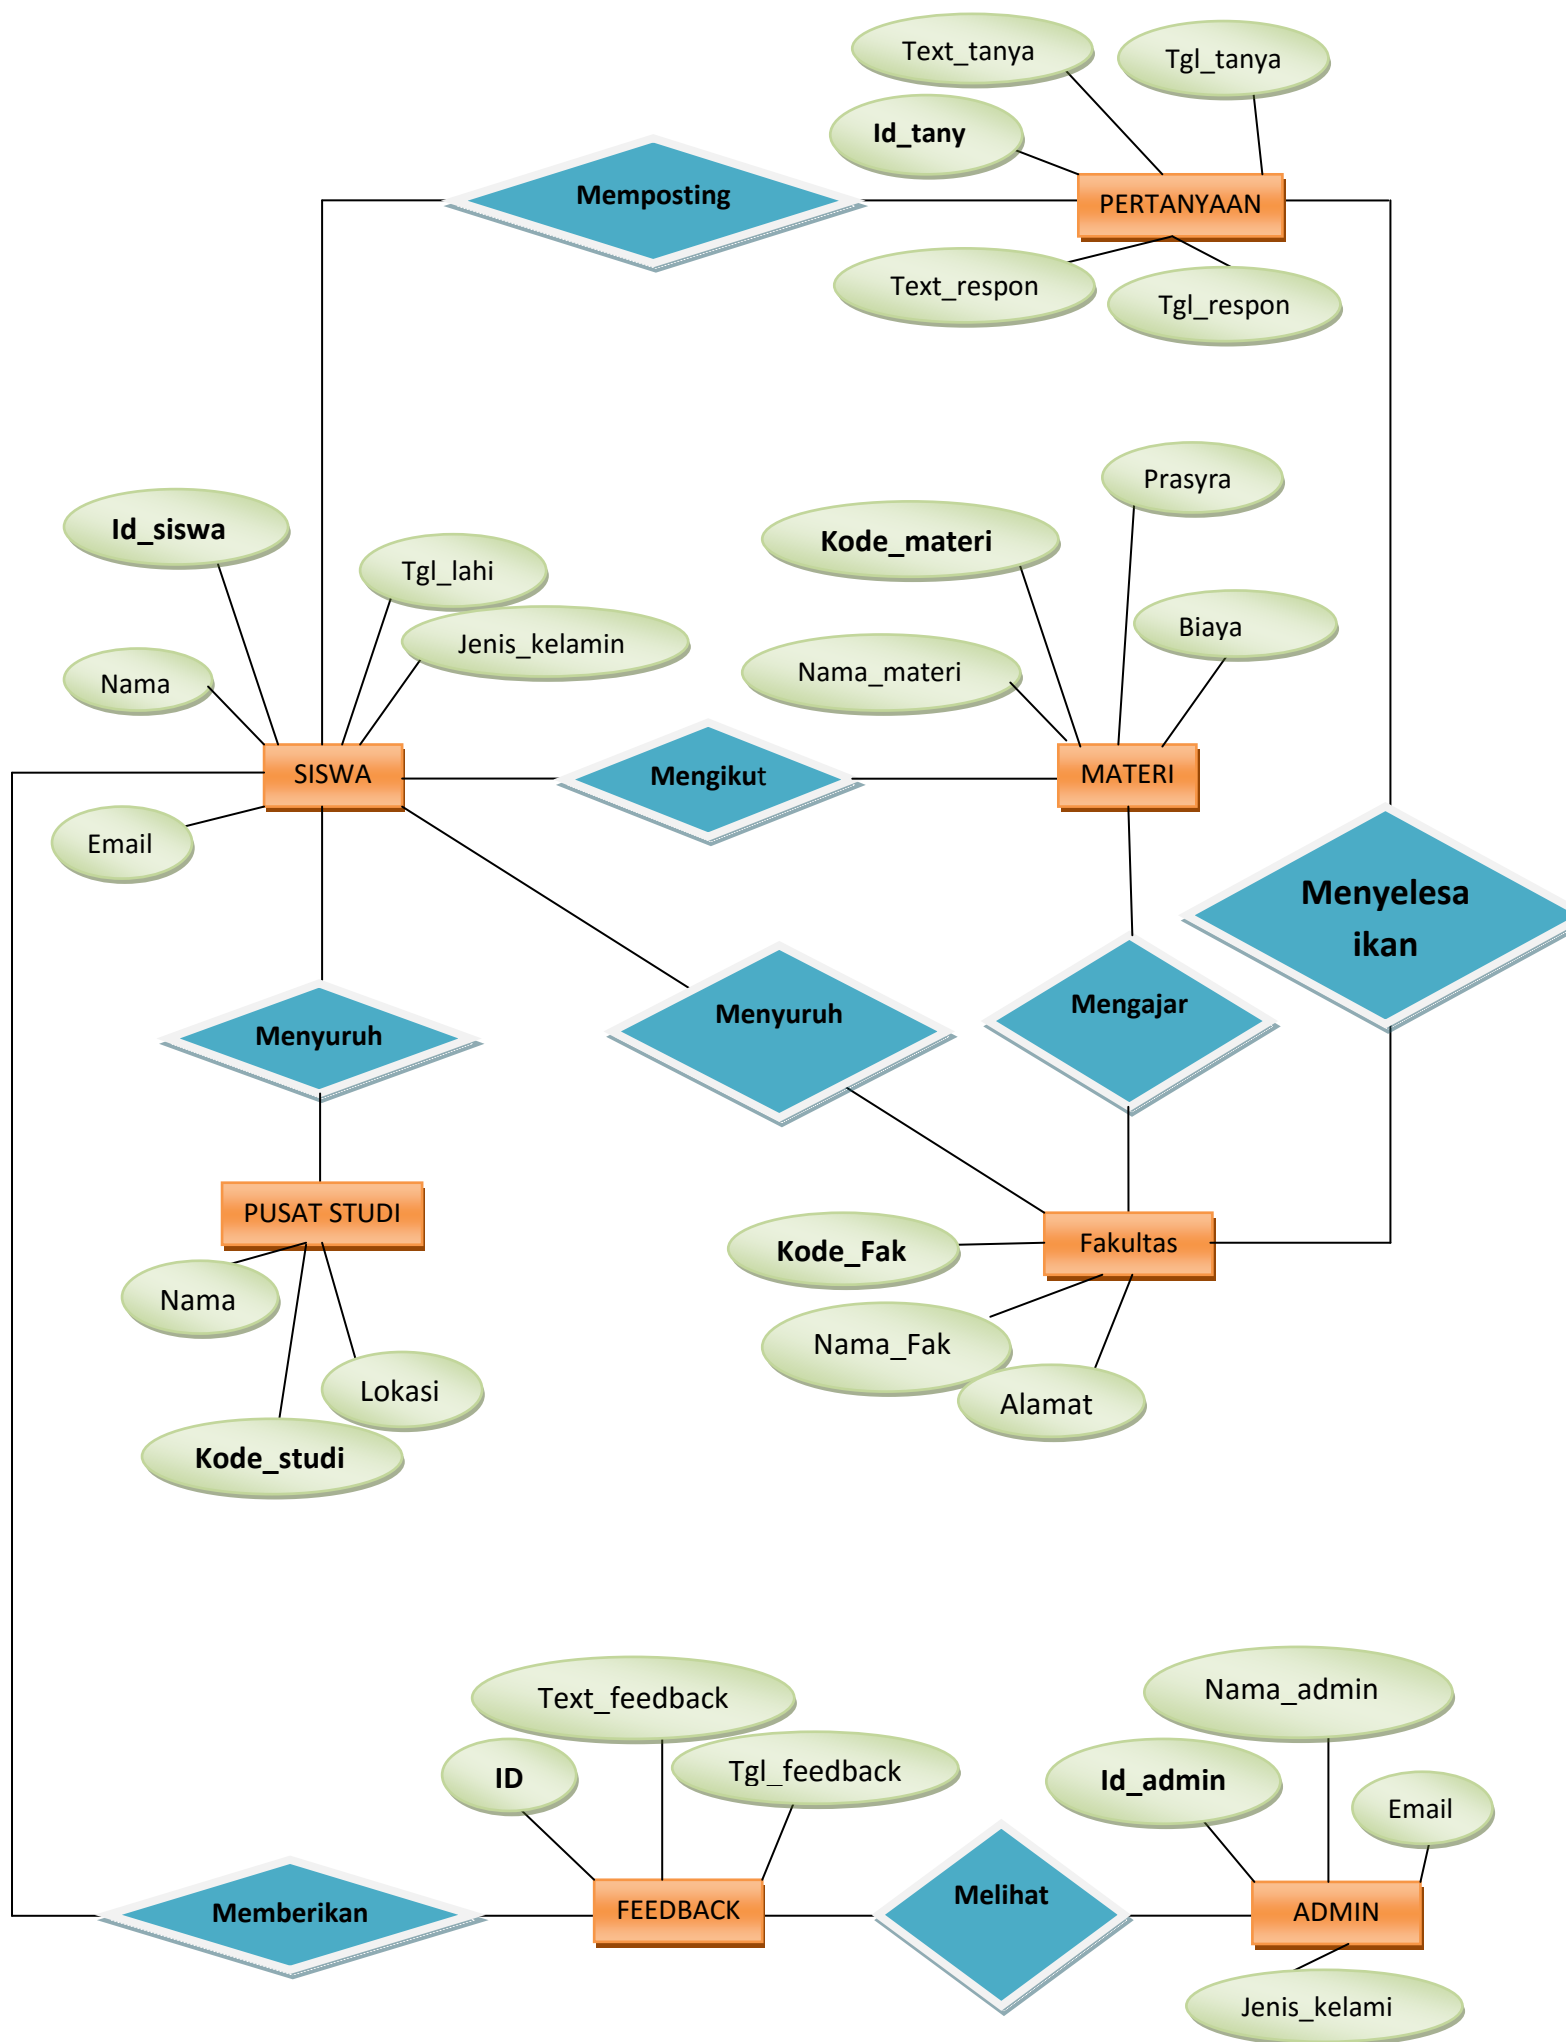 Text_tanya
Tgl_tanya
Id_tany
Memposting
PERTANYAAN
Text_respon
Tgl_respon
Prasyra
Id_siswa
Kode_materi
Tgl_lahi
Jenis_kelamin
Biaya
Nama
Nama_materi
SISWA
Mengikut
MATERI
Email
Menyelesa
ikan
Menyuruh
Menyuruh
Mengajar
PUSAT STUDI
Kode_Fak
Fakultas
Nama
Nama_Fak
Lokasi
Alamat
Kode_studi
Text_feedback
Nama_admin
ID
Tgl_feedback
Id_admin
Email
Memberikan
FEEDBACK
Melihat
ADMIN
Jenis_kelami